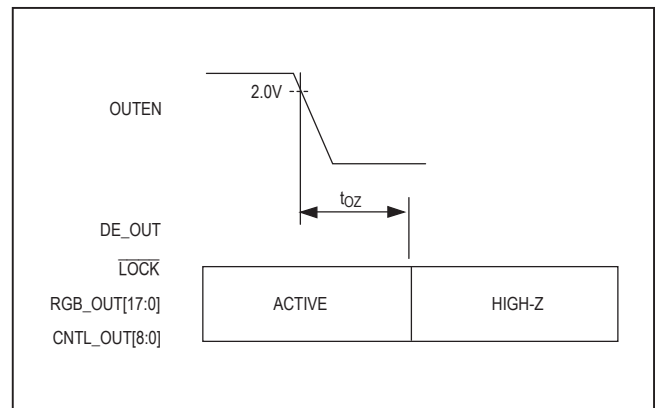 2.0V
OUTEN
tOZ
DE_OUT
LOCK
RGB_OUT[17:0]
ACTIVE
HIGH-Z
CNTL_OUT[8:0]